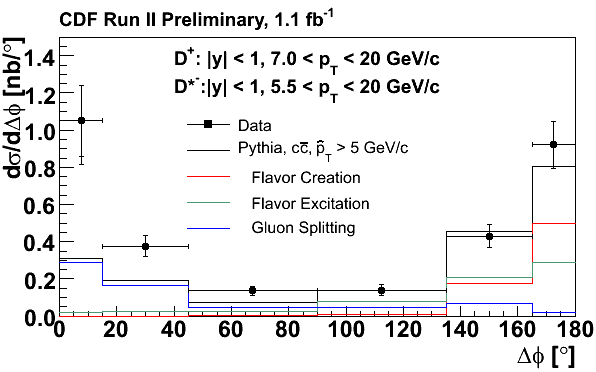 CDF Run II Preliminary, 1.1 fb⁻¹
D⁺: |y| < 1, 7.0 < p_T < 20 GeV/c
D*⁻:|y| < 1, 5.5 < p_T < 20 GeV/c
Data
Pythia, cc̅, p̂_T > 5 GeV/c
Flavor Creation
Flavor Excitation
Gluon Splitting
dσ/dΔϕ [nb/°]
1.4
1.2
1.0
0.8
0.6
0.4
0.2
0.0
0 20 40 60 80 100 120 140 160 180
Δϕ [°]